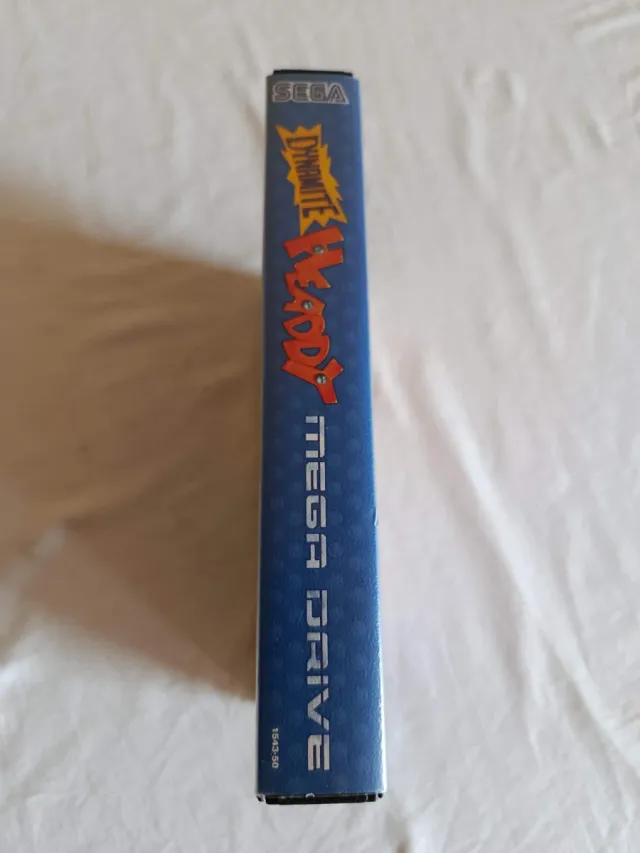 SEGA
DYNAMITE
HEADDY
MEGA DRIVE
1543-50